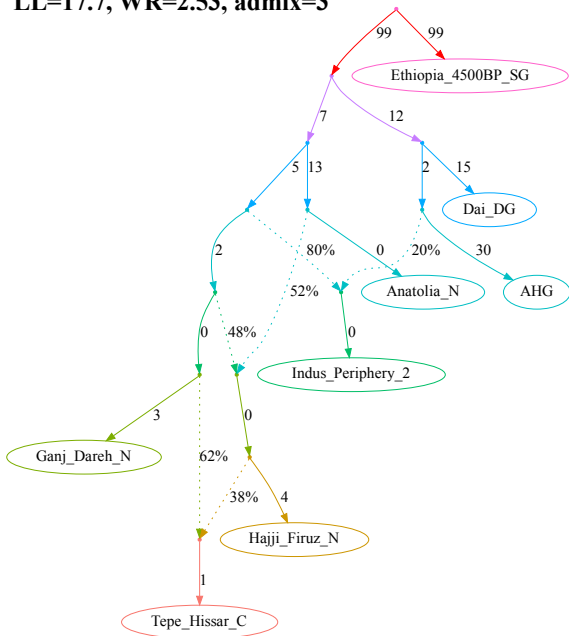 LL=17.7, WR=2.53, admix=3
99 99
Ethiopia_4500BP_SG
7 12
5 13 2 15
Dai_DG
2 80% 0 20% 30
52% Anatolia_N AHG
0 48% 0
Indus_Periphery_2
3 0
Ganj_Dareh_N 62%
38% 4
Hajji_Firuz_N
1
Tepe_Hissar_C